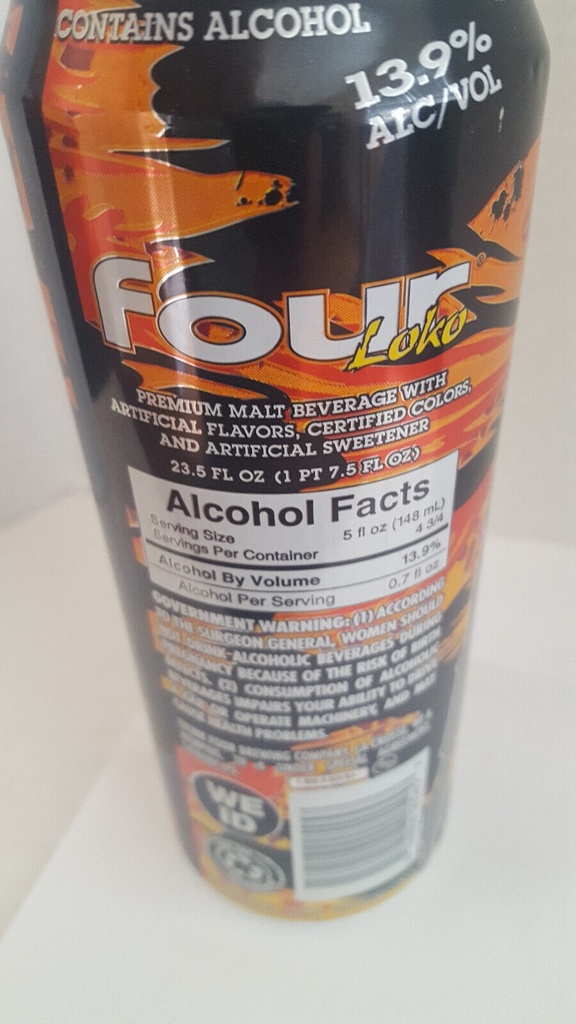 CONTAINS ALCOHOL
13.9%
ALC/VOL
four®
Loko
PREMIUM MALT BEVERAGE WITH
ARTIFICIAL FLAVORS, CERTIFIED COLORS,
AND ARTIFICIAL SWEETENER
23.5 FL OZ (1 PT 7.5 FL OZ)
Alcohol Facts
Serving Size 5 fl oz (148 mL)
Servings Per Container 4 3/4
Alcohol By Volume 13.9%
Alcohol Per Serving 0.7 fl oz
GOVERNMENT WARNING: (1) ACCORDING
TO THE SURGEON GENERAL, WOMEN SHOULD
NOT DRINK ALCOHOLIC BEVERAGES DURING
PREGNANCY BECAUSE OF THE RISK OF BIRTH
DEFECTS. (2) CONSUMPTION OF ALCOHOLIC
BEVERAGES IMPAIRS YOUR ABILITY TO DRIVE
A CAR OR OPERATE MACHINERY, AND MAY
CAUSE HEALTH PROBLEMS.
BREWING COMPANY,
WE
ID